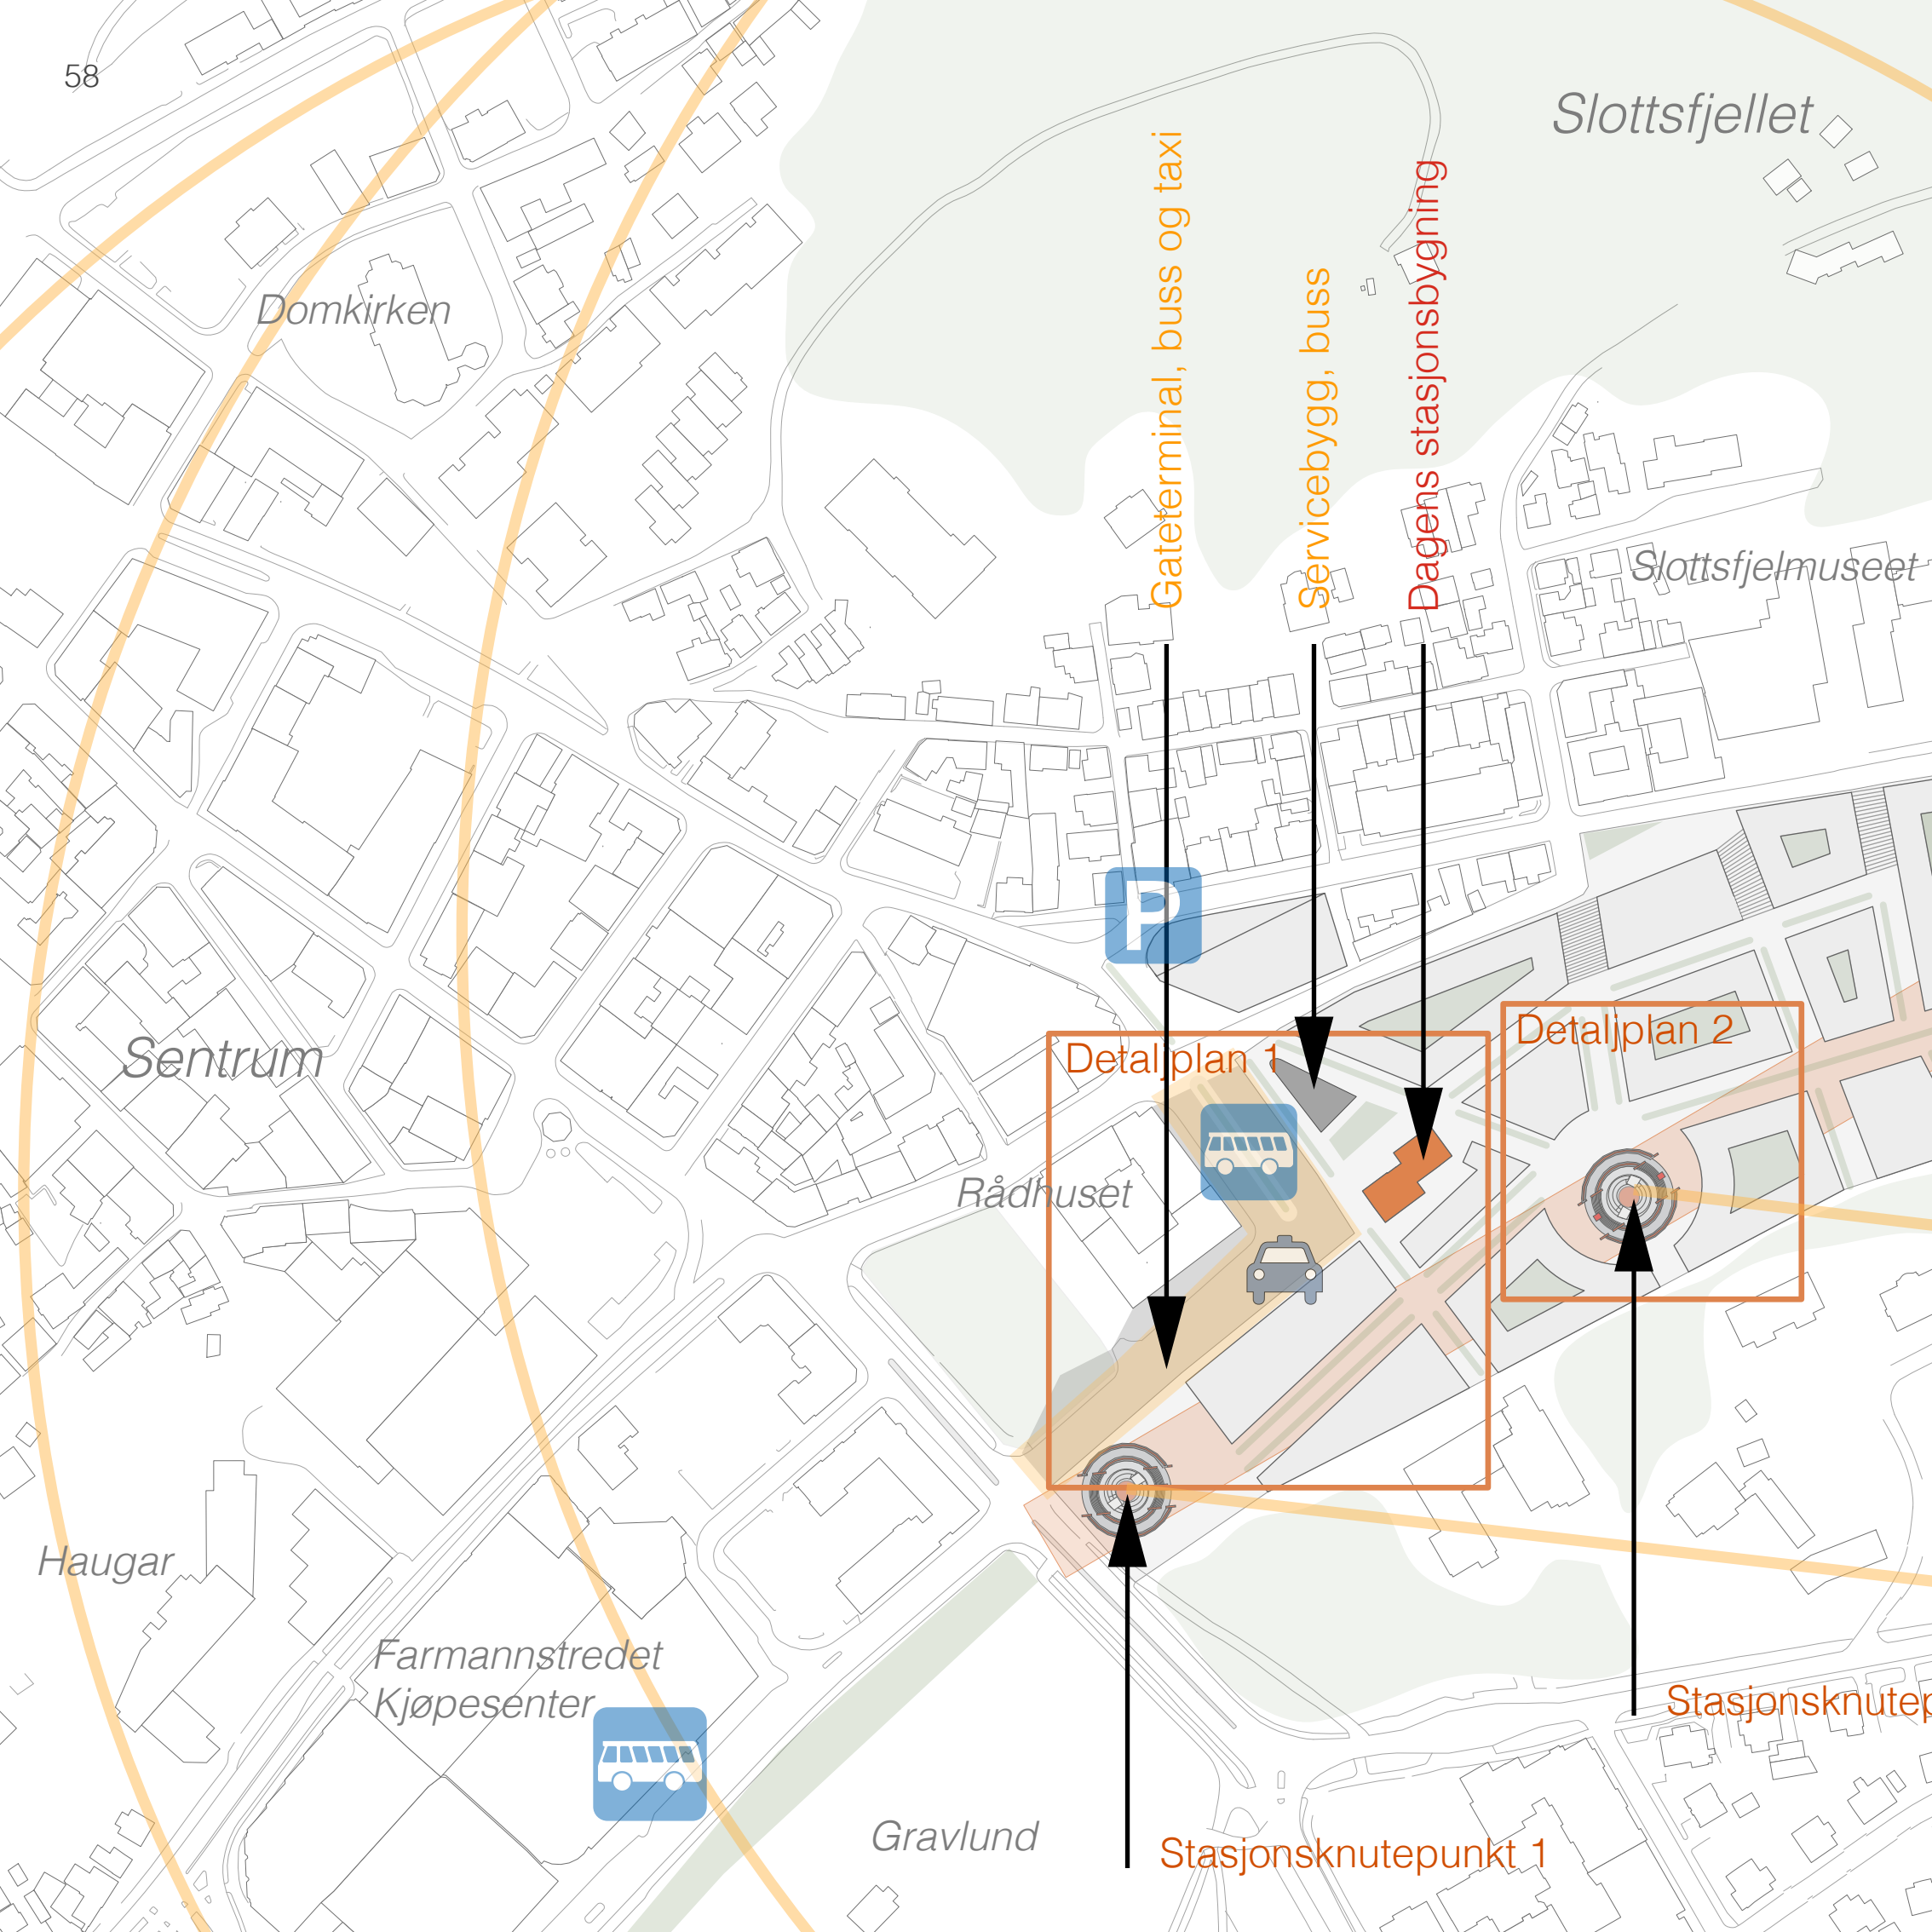 58
Slottsfjellet
Gateterminal, buss og taxi
Servicebygg, buss
Dagens stasjonsbygning
Domkirken
Slottsfjelmuseet
P
Detaljplan 2
Detaljplan 1
Sentrum
Rådhuset
Haugar
Farmannstredet
Kjøpesenter
Gravlund
Stasjonsknutepunkt 1